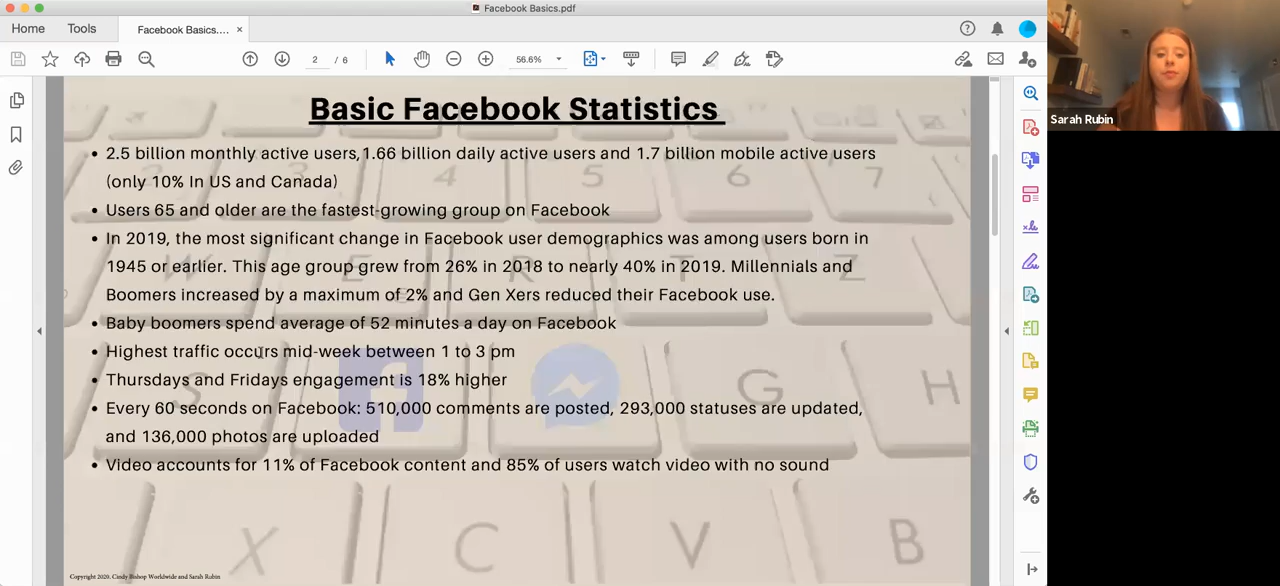 Facebook Basics.pdf
Home
Tools
Facebook Basics....
2 / 6
56.6%
Sarah Rubin
Basic Facebook Statistics
2.5 billion monthly active users,1.66 billion daily active users and 1.7 billion mobile active users
(only 10% In US and Canada)
Users 65 and older are the fastest-growing group on Facebook
In 2019, the most significant change in Facebook user demographics was among users born in
1945 or earlier. This age group grew from 26% in 2018 to nearly 40% in 2019. Millennials and
Boomers increased by a maximum of 2% and Gen Xers reduced their Facebook use.
Baby boomers spend average of 52 minutes a day on Facebook
Highest traffic occurs mid-week between 1 to 3 pm
Thursdays and Fridays engagement is 18% higher
Every 60 seconds on Facebook: 510,000 comments are posted, 293,000 statuses are updated,
and 136,000 photos are uploaded
Video accounts for 11% of Facebook content and 85% of users watch video with no sound
3 4 5 6 7
W E R T Z
S G H
X C V B
Copyright 2020. Candy Bishop Worldwide and Sarah Rubin